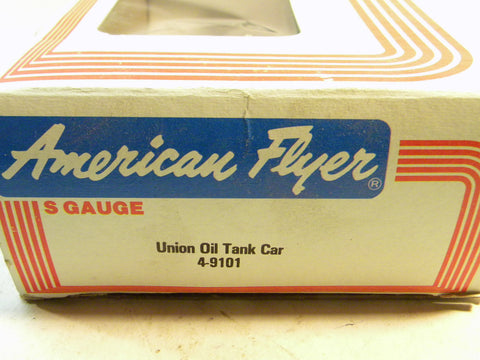 American Flyer®
S GAUGE
Union Oil Tank Car
4-9101